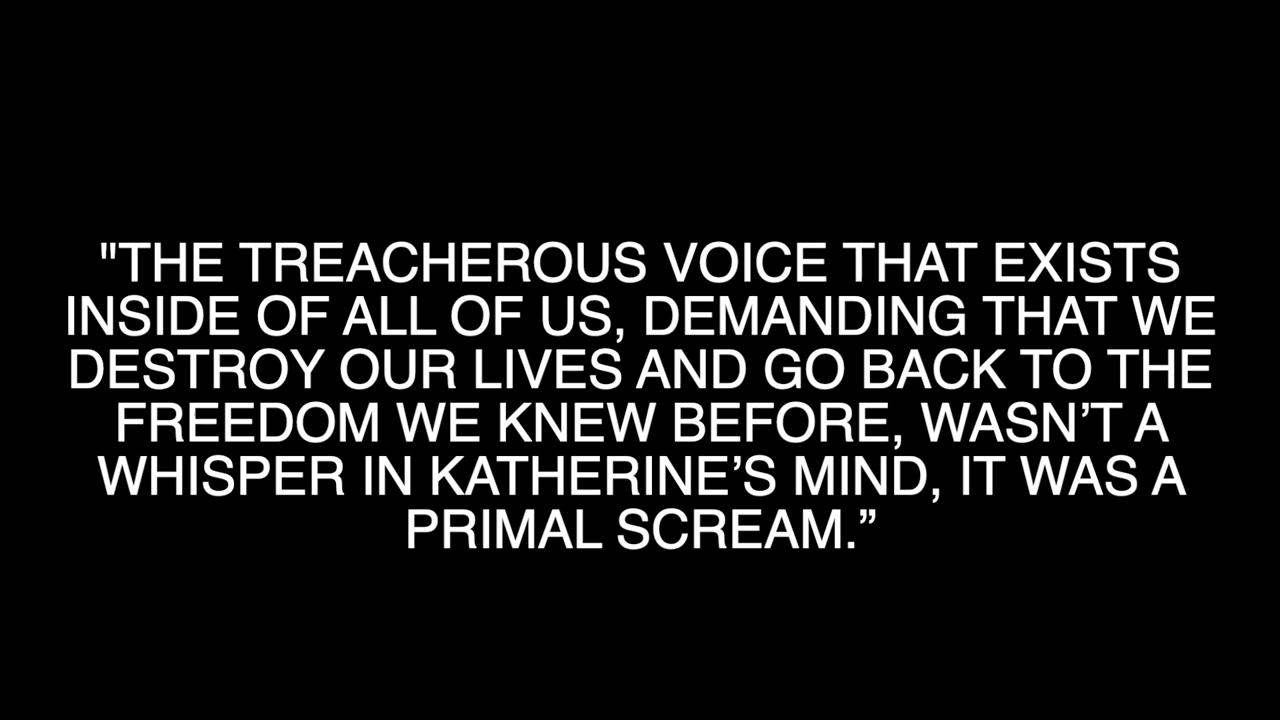 "THE TREACHEROUS VOICE THAT EXISTS
INSIDE OF ALL OF US, DEMANDING THAT WE
DESTROY OUR LIVES AND GO BACK TO THE
FREEDOM WE KNEW BEFORE, WASN’T A
WHISPER IN KATHERINE’S MIND, IT WAS A
PRIMAL SCREAM.”